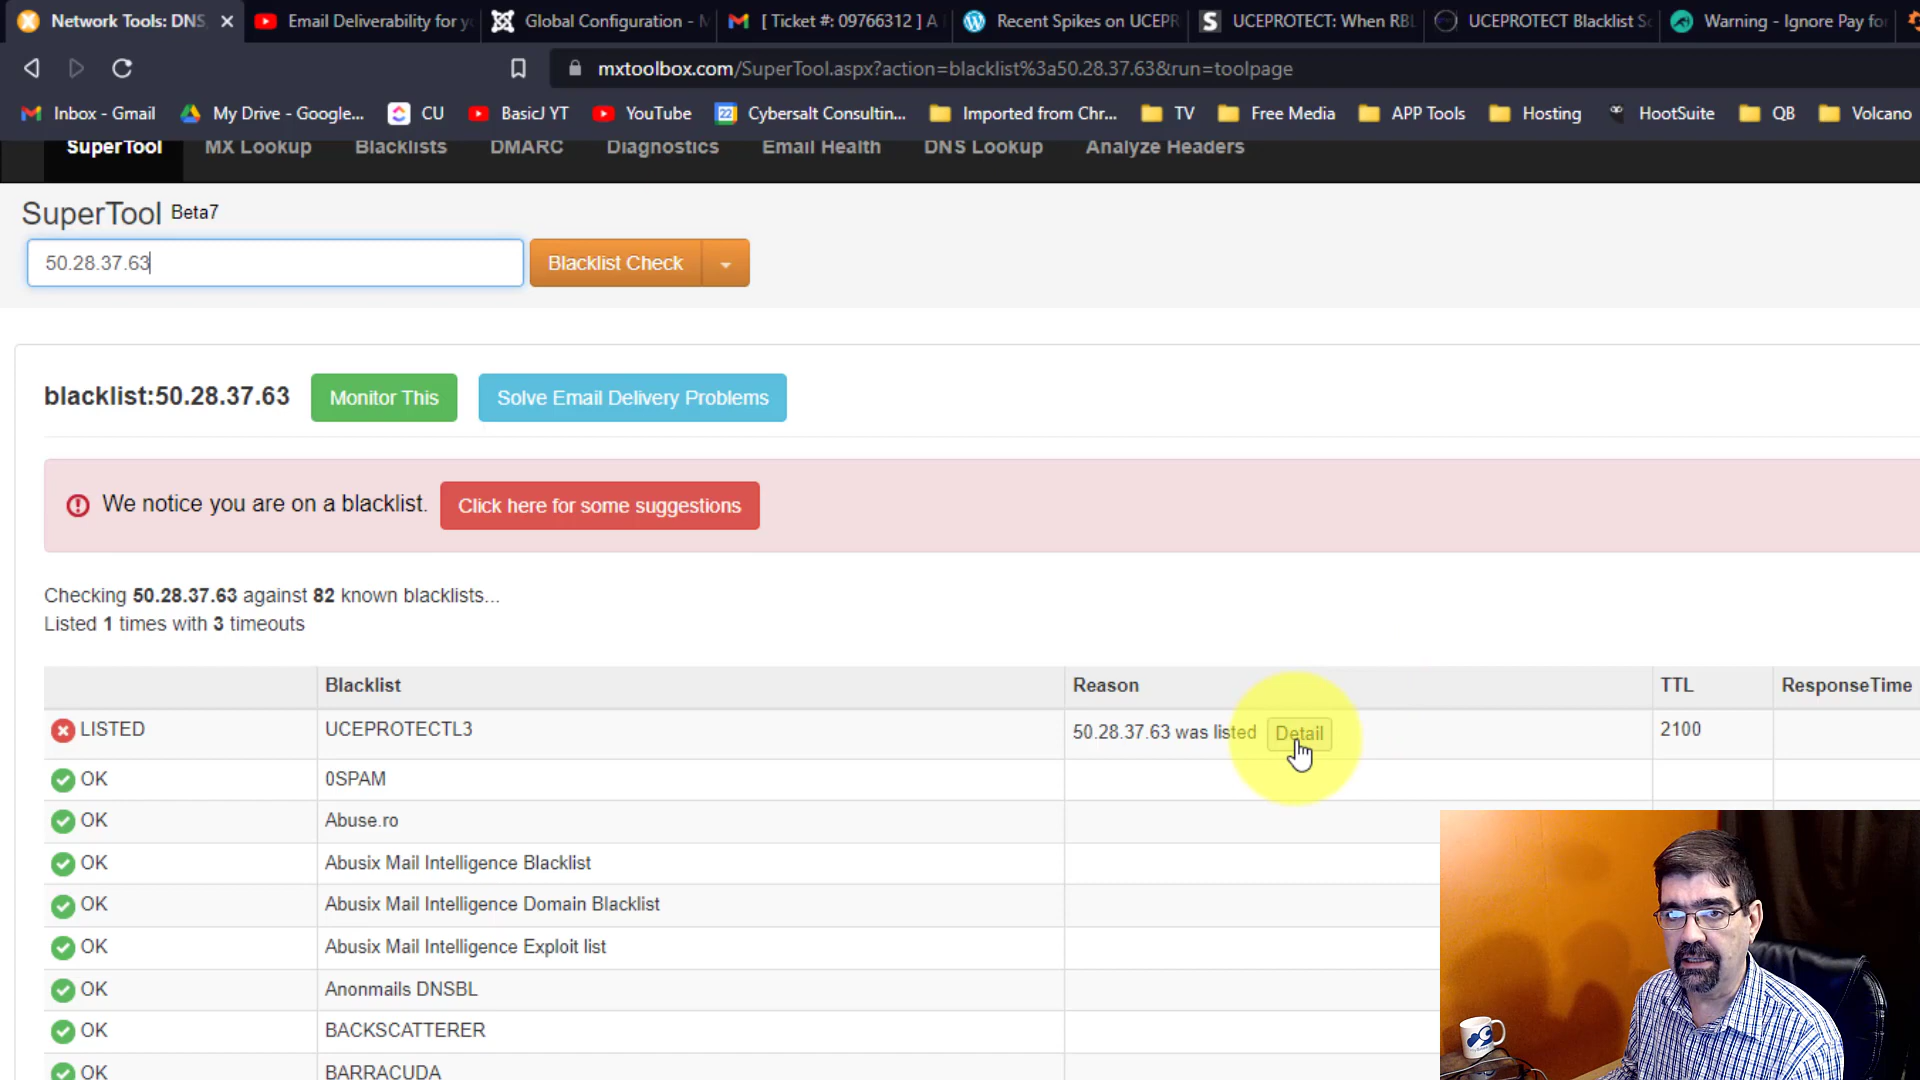 Network Tools: DNS,
Email Deliverability for y
Global Configuration - M
[ Ticket #: 09766312 ] A
Recent Spikes on UCEPR
UCEPROTECT: When RBL
UCEPROTECT Blacklist Sc
Warning - Ignore Pay for
mxtoolbox.com/SuperTool.aspx?action=blacklist%3a50.28.37.63&run=toolpage
Inbox - Gmail
My Drive - Google...
CU
BasicJ YT
YouTube
22
Cybersalt Consultin...
Imported from Chr...
TV
Free Media
APP Tools
Hosting
HootSuite
QB
Volcano
SuperTool
MX Lookup
Blacklists
DMARC
Diagnostics
Email Health
DNS Lookup
Analyze Headers
SuperTool Beta7
50.28.37.63
Blacklist Check
blacklist:50.28.37.63
Monitor This
Solve Email Delivery Problems
We notice you are on a blacklist.
Click here for some suggestions
Checking 50.28.37.63 against 82 known blacklists...
Listed 1 times with 3 timeouts
Blacklist
Reason
TTL
ResponseTime
LISTED
UCEPROTECTL3
50.28.37.63 was listed
Detail
2100
OK
0SPAM
OK
Abuse.ro
OK
Abusix Mail Intelligence Blacklist
OK
Abusix Mail Intelligence Domain Blacklist
OK
Abusix Mail Intelligence Exploit list
OK
Anonmails DNSBL
OK
BACKSCATTERER
OK
BARRACUDA